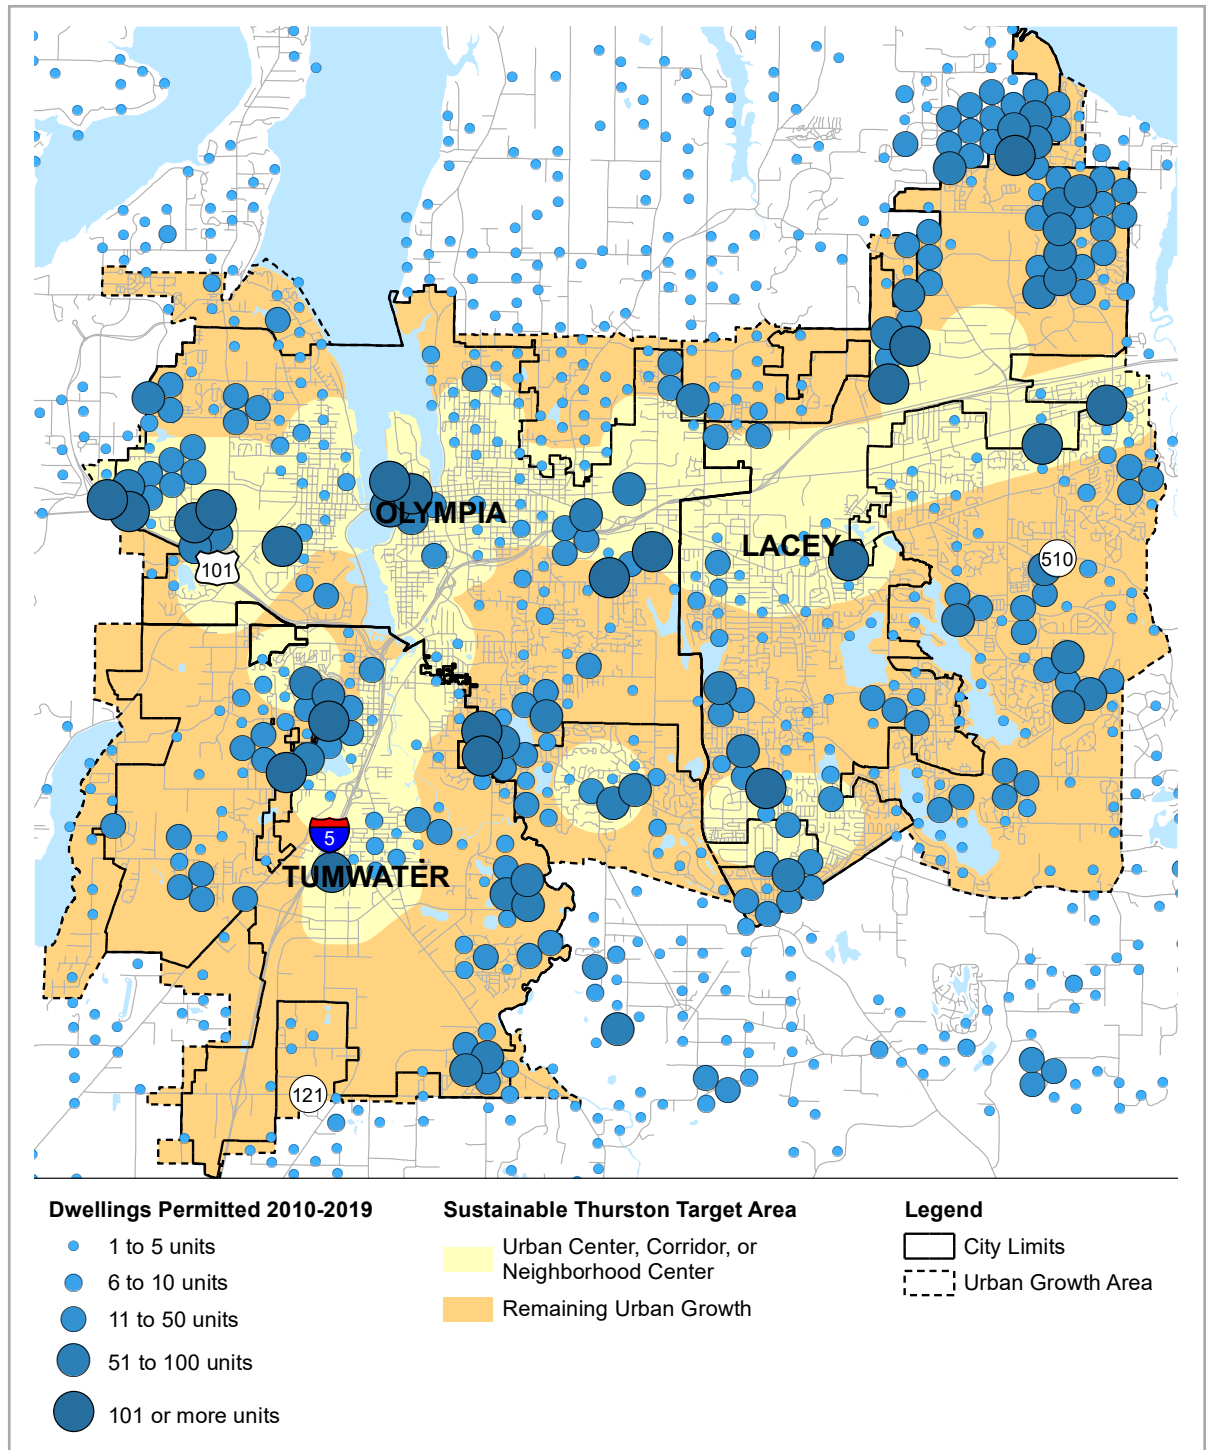 OLYMPIA
LACEY
101
510
5
TUMWATER
121
Dwellings Permitted 2010-2019
1 to 5 units
6 to 10 units
11 to 50 units
51 to 100 units
101 or more units
Sustainable Thurston Target Area
Urban Center, Corridor, or
Neighborhood Center
Remaining Urban Growth
Legend
City Limits
Urban Growth Area